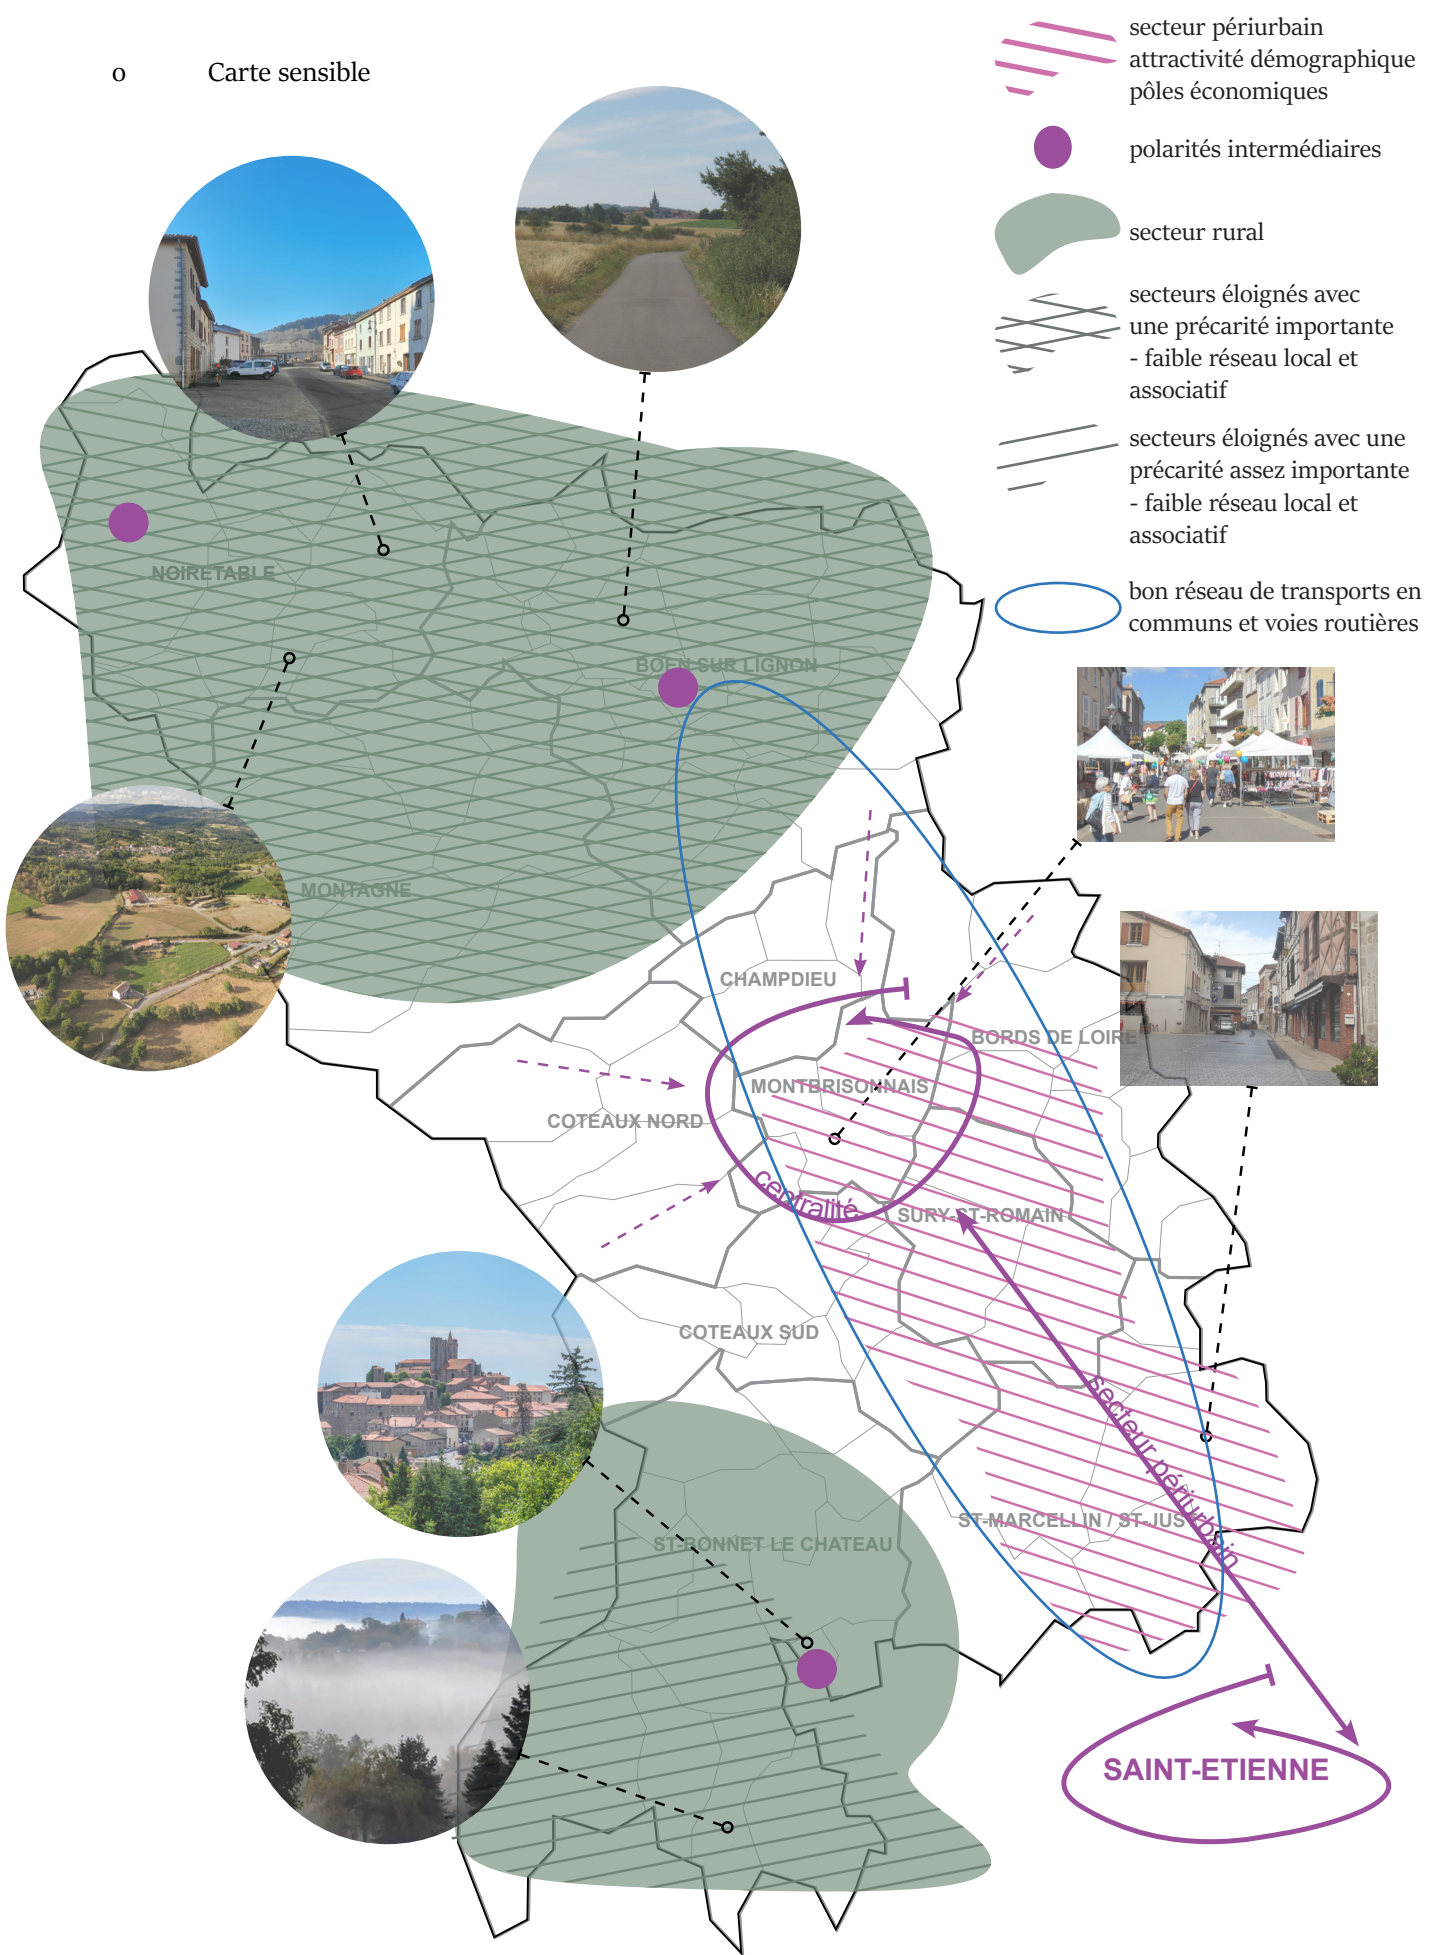 o Carte sensible
secteur périurbain
attractivité démographique
pôles économiques
polarités intermédiaires
secteur rural
secteurs éloignés avec
une précarité importante
- faible réseau local et
associatif
secteurs éloignés avec une
précarité assez importante
- faible réseau local et
associatif
bon réseau de transports en
communs et voies routières
NOIRETABLE
BOEN SUR LIGNON
MONTAGNE
CHAMPDIEU
BORDS DE LOIRE
MONTBRISONNAIS
COTEAUX NORD
centralité
SURY-ST-ROMAIN
COTEAUX SUD
secteur périurbain
ST-MARCELLIN / ST-JUST
ST-BONNET LE CHATEAU
SAINT-ETIENNE